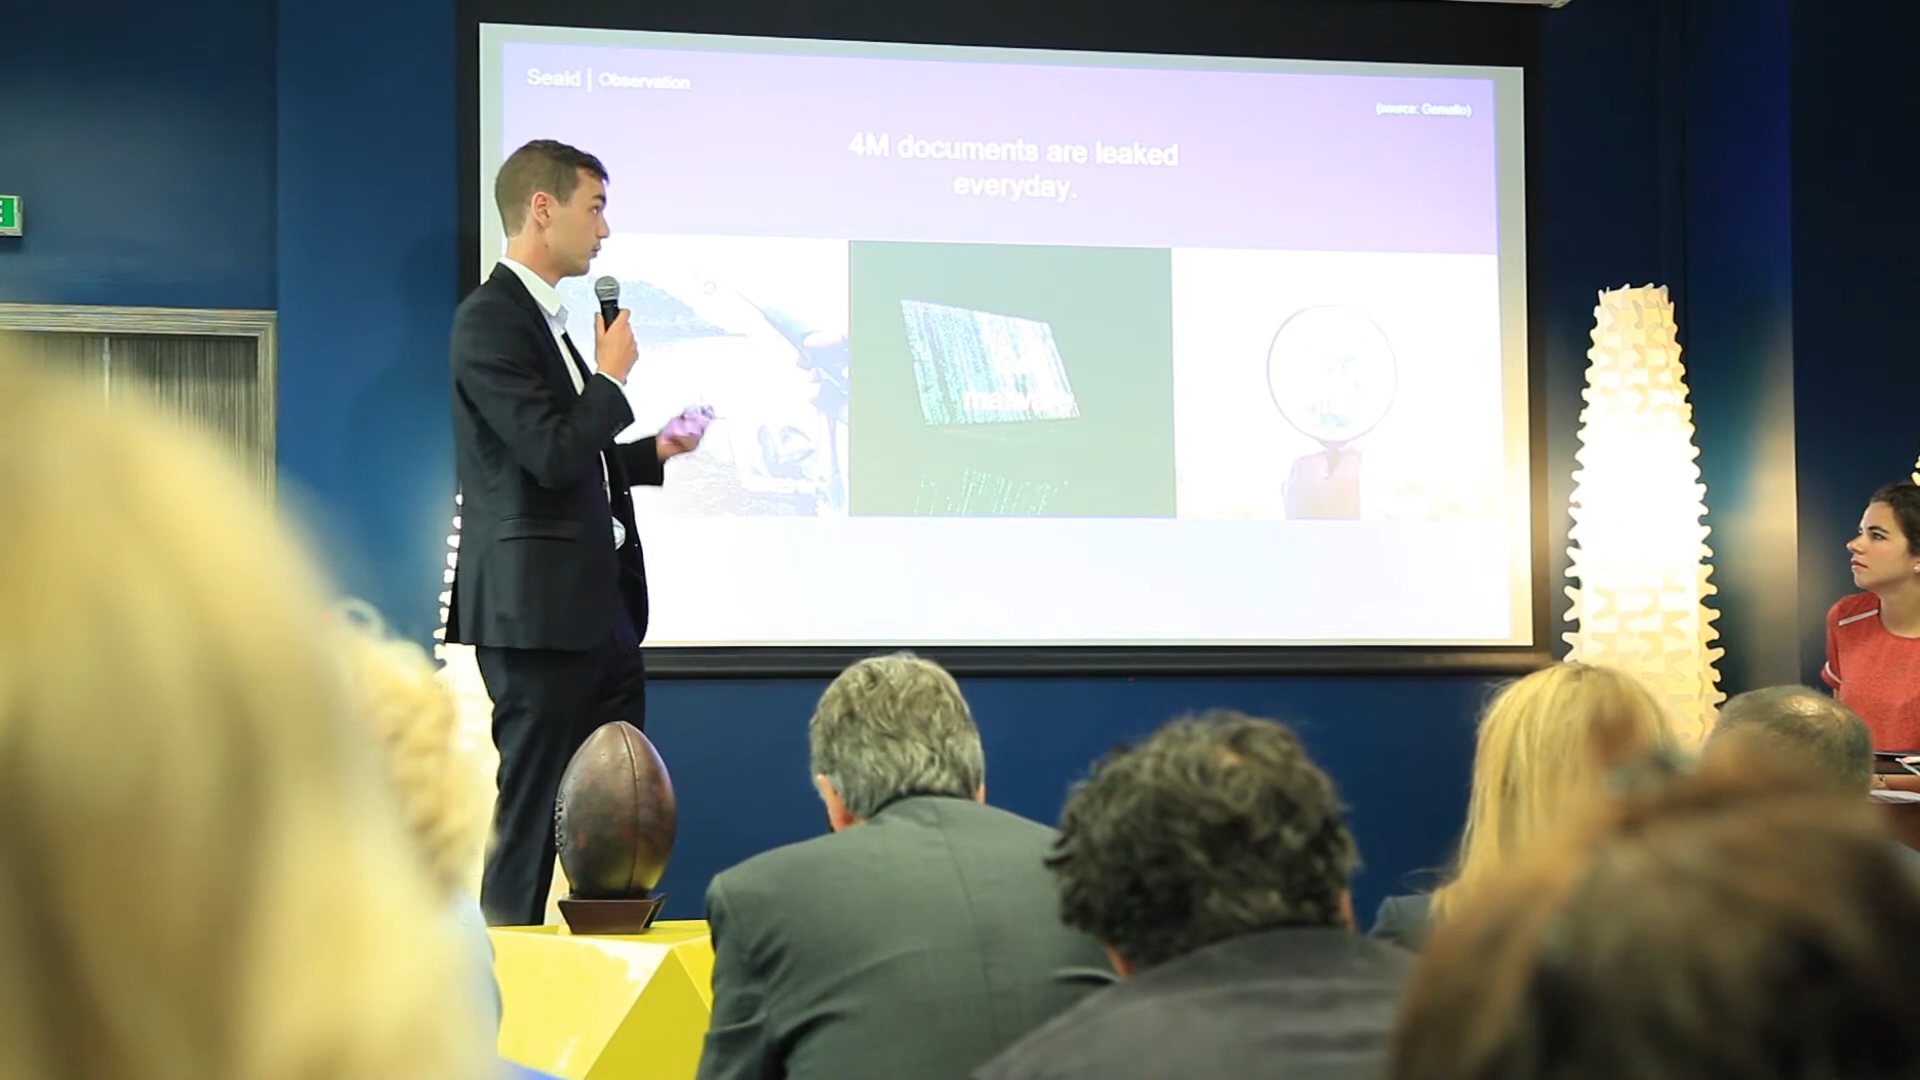 Seald | Observation
(source: Gemalto)
4M documents are leaked
everyday.
malware